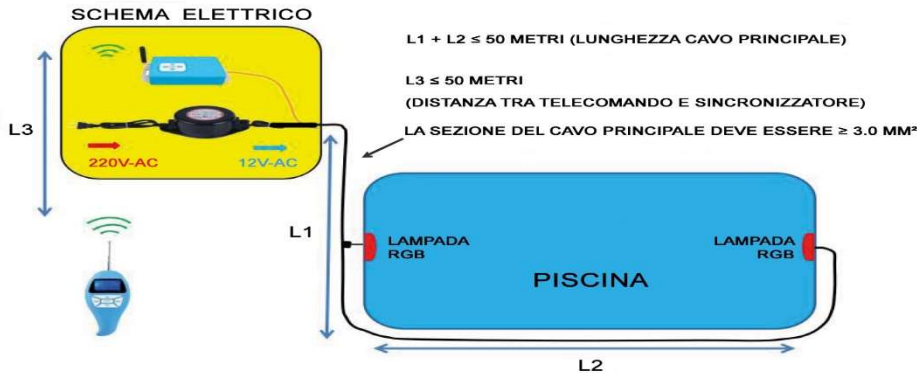 SCHEMA ELETTRICO
L1 + L2 ≤ 50 METRI (LUNGHEZZA CAVO PRINCIPALE)
L3 ≤ 50 METRI
(DISTANZA TRA TELECOMANDO E SINCRONIZZATORE)
LA SEZIONE DEL CAVO PRINCIPALE DEVE ESSERE ≥ 3.0 MM²
L3
220V-AC
12V-AC
L1
LAMPADA
RGB
LAMPADA
RGB
PISCINA
L2